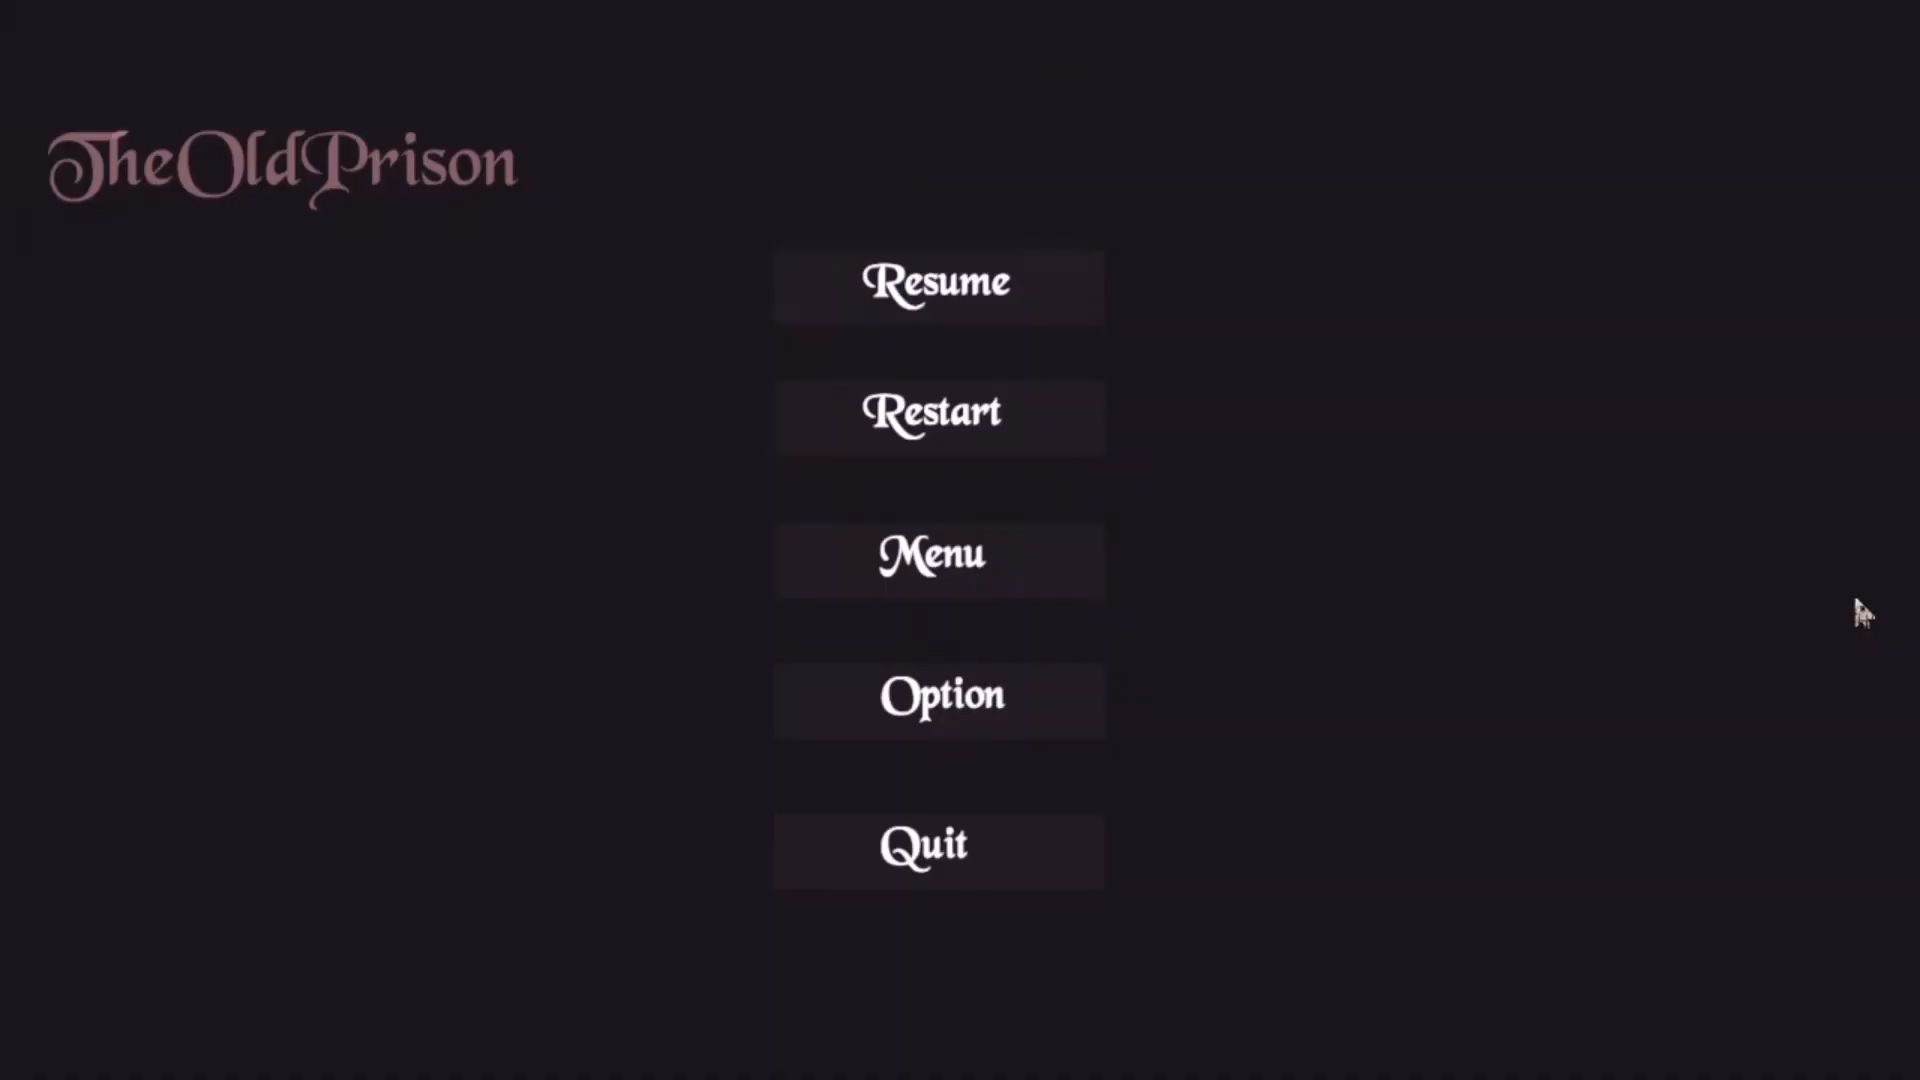 TheOldPrison
Resume
Restart
Menu
Option
Quit